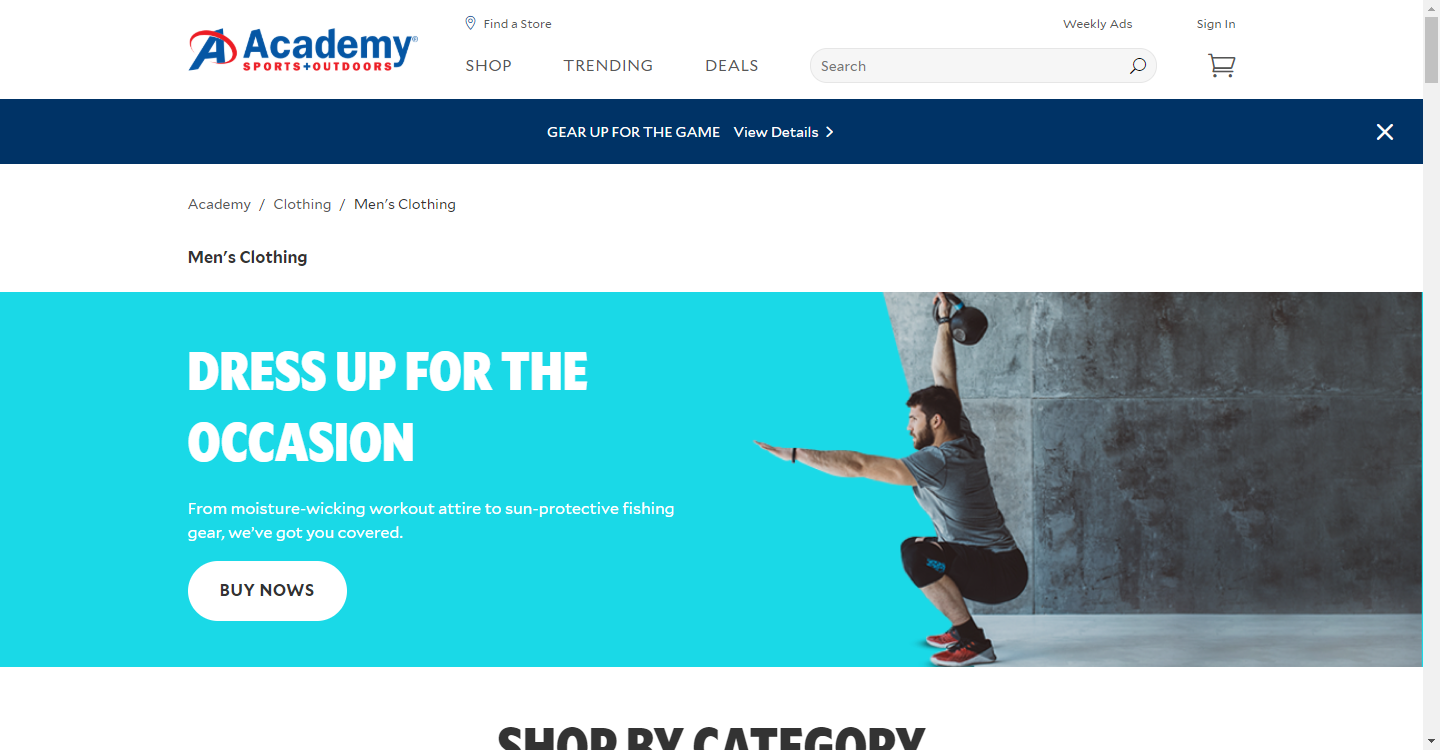 Find a Store
Weekly Ads
Sign In
Academy®
SPORTS+OUTDOORS
SHOP
TRENDING
DEALS
Search
GEAR UP FOR THE GAME View Details
Academy / Clothing / Men's Clothing
Men's Clothing
DRESS UP FOR THE
OCCASION
From moisture-wicking workout attire to sun-protective fishing
gear, we've got you covered.
BUY NOWS
SHOP BY CATEGORY